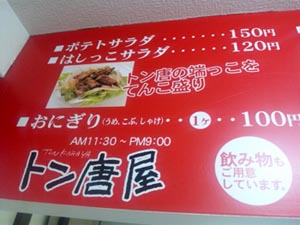 ■ポテトサラダ・・・・・・・150円
■はしっこサラダ・・・・・・120円
トン唐の端っこを
てんこ盛り
■おにぎり(うめ、こぶ、しゃけ)・・1ヶ・・100円
AM11:30～PM9:00
TONKARAYA
トン唐屋
飲み物も
ご用意
しています。